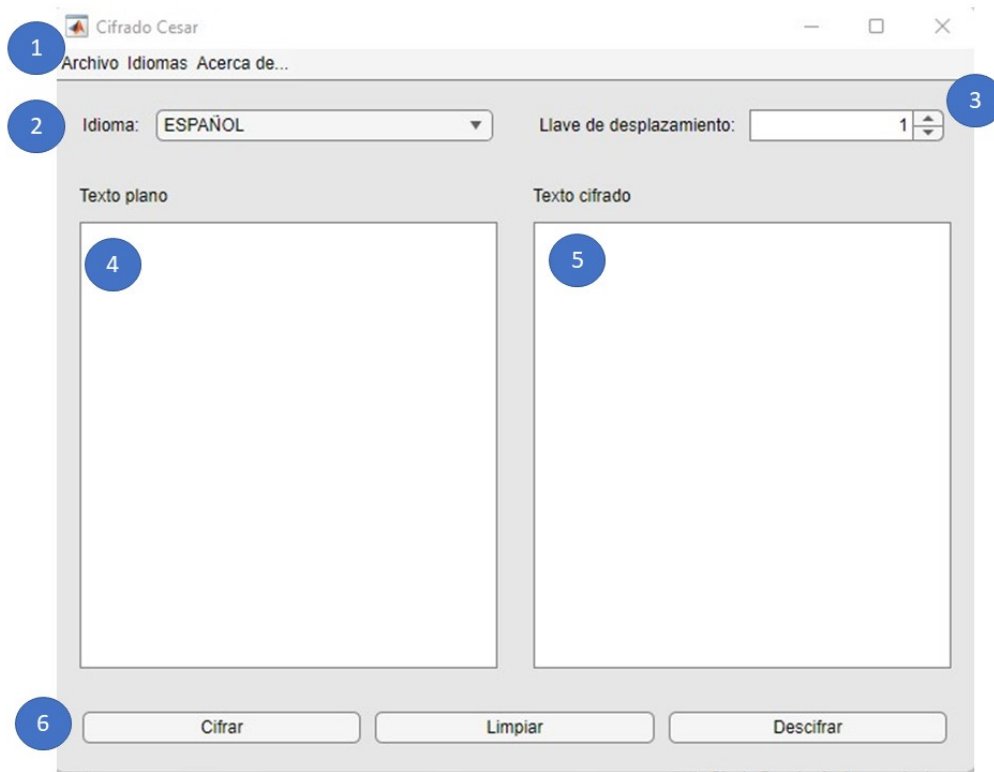 Cifrado Cesar
1
Archivo Idiomas Acerca de...
2 Idioma: ESPAÑOL Llave de desplazamiento: 1 3
Texto plano Texto cifrado
4 5
6 Cifrar Limpiar Descifrar